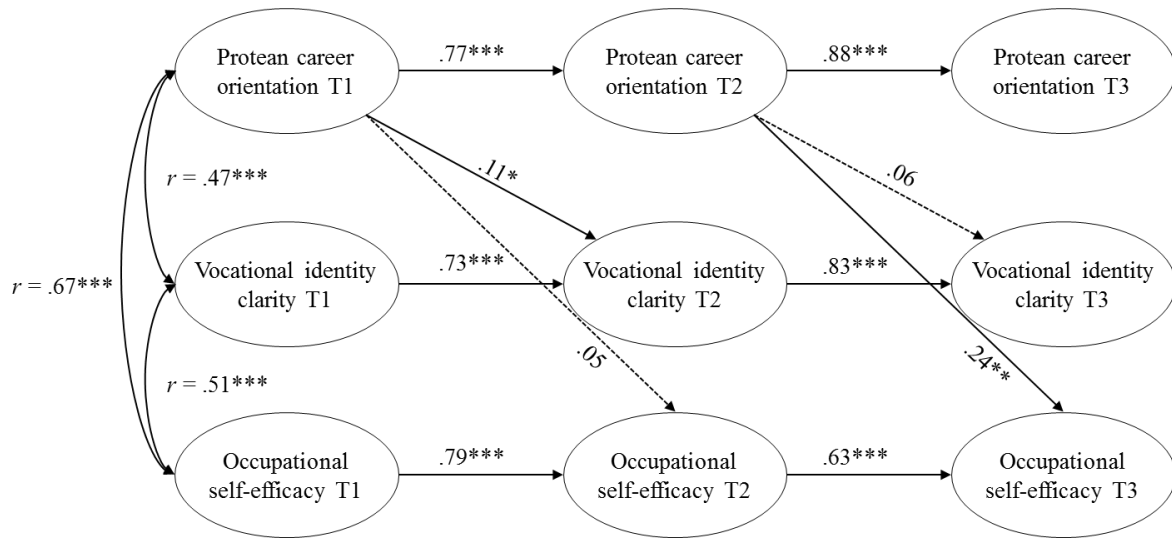 Protean career
orientation T1
.77***
Protean career
orientation T2
.88***
Protean career
orientation T3
r = .47***
.11*
.06
r = .67***
Vocational identity
clarity T1
.73***
Vocational identity
clarity T2
.83***
Vocational identity
clarity T3
r = .51***
.05
.24**
Occupational
self-efficacy T1
.79***
Occupational
self-efficacy T2
.63***
Occupational
self-efficacy T3